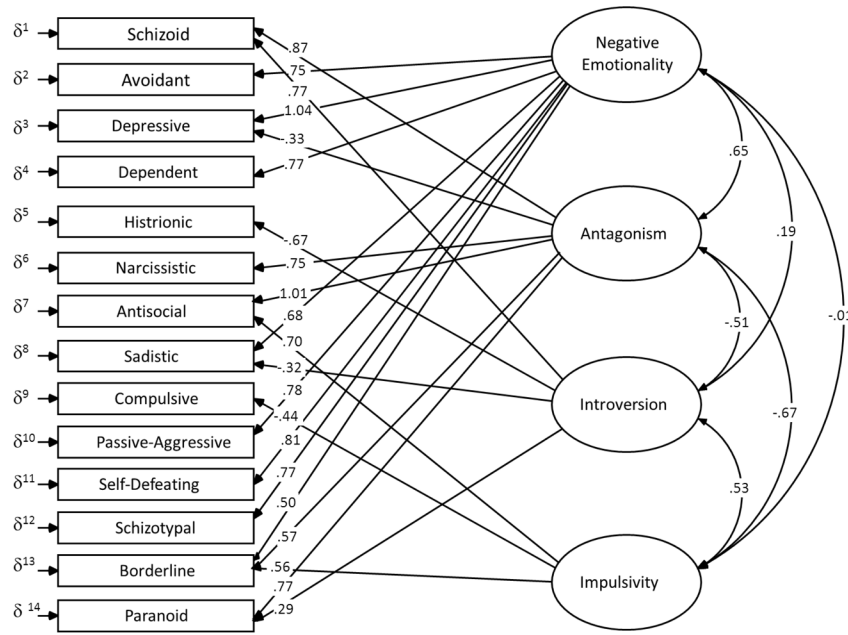 δ1
Schizoid
δ2
Avoidant
δ3
Depressive
δ4
Dependent
δ5
Histrionic
δ6
Narcissistic
δ7
Antisocial
δ8
Sadistic
δ9
Compulsive
δ10
Passive-Aggressive
δ11
Self-Defeating
δ12
Schizotypal
δ13
Borderline
δ 14
Paranoid
.87
.75
.77
1.04
-.33
.77
-.67
.75
1.01
.68
.70
-.32
.78
-.44
.81
.77
.50
.57
.56
.77
.29
Negative
Emotionality
Antagonism
Introversion
Impulsivity
.65
.19
-.01
-.51
-.67
.53